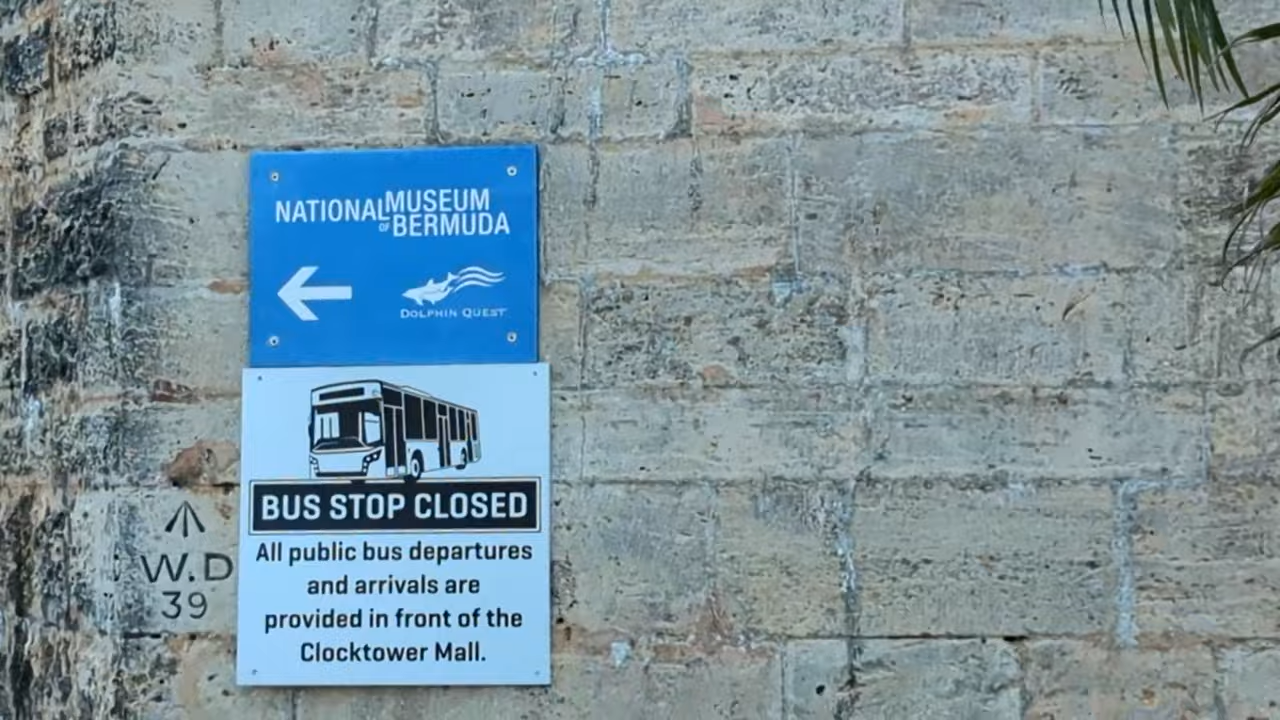 NATIONAL MUSEUM
OF BERMUDA
DOLPHIN QUEST
BUS STOP CLOSED
All public bus departures
and arrivals are
provided in front of the
Clocktower Mall.
W.D
39